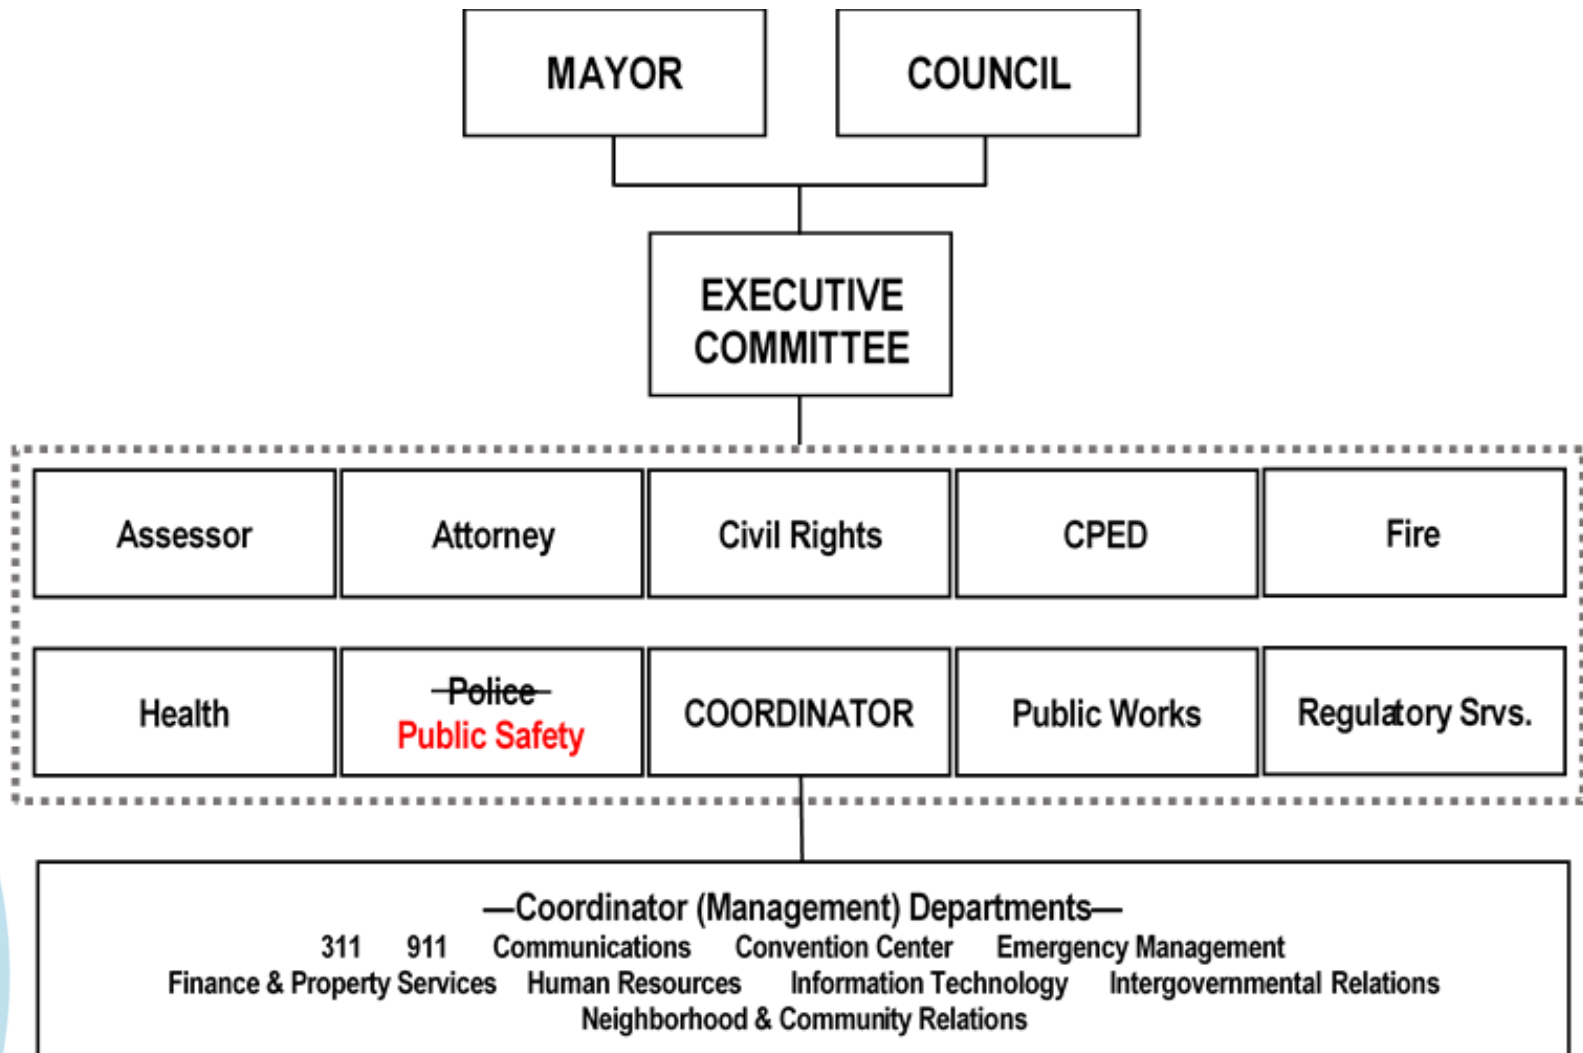 MAYOR
COUNCIL
EXECUTIVE
COMMITTEE
Assessor
Attorney
Civil Rights
CPED
Fire
Health
Police
Public Safety
COORDINATOR
Public Works
Regulatory Srvs.
—Coordinator (Management) Departments—
311 911 Communications Convention Center Emergency Management
Finance & Property Services Human Resources Information Technology Intergovernmental Relations
Neighborhood & Community Relations